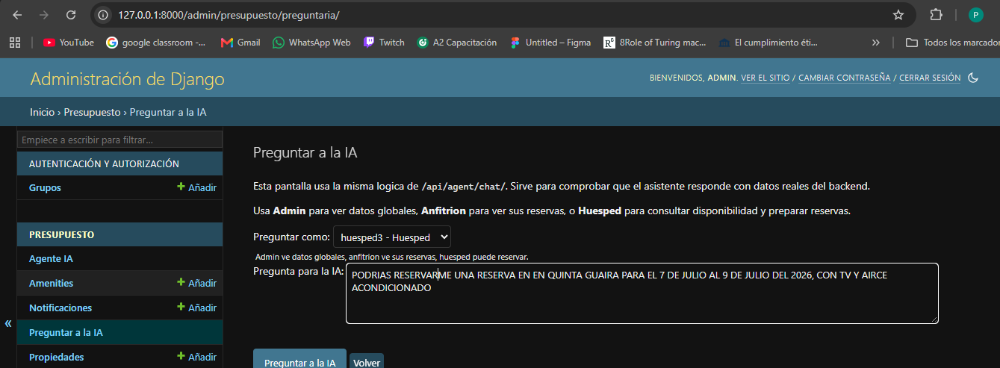 127.0.0.1:8000/admin/presupuesto/preguntaria/
P
YouTube
google classroom -...
Gmail
WhatsApp Web
Twitch
A2 Capacitación
Untitled – Figma
8Role of Turing mac...
El cumplimiento éti...
»
Todos los marcador
Administración de Django
BIENVENIDOS, ADMIN. VER EL SITIO / CAMBIAR CONTRASEÑA / CERRAR SESIÓN
Inicio › Presupuesto › Preguntar a la IA
Empiece a escribir para filtrar...
AUTENTICACIÓN Y AUTORIZACIÓN
Grupos + Añadir
PRESUPUESTO
Agente IA
Amenities + Añadir
Notificaciones + Añadir
«
Preguntar a la IA
Propiedades + Añadir
Preguntar a la IA
Esta pantalla usa la misma logica de /api/agent/chat/. Sirve para comprobar que el asistente responde con datos reales del backend.
Usa Admin para ver datos globales, Anfitrion para ver sus reservas, o Huesped para consultar disponibilidad y preparar reservas.
Preguntar como: huesped3 - Huesped
Admin ve datos globales, anfitrion ve sus reservas, huesped puede reservar.
Pregunta para la IA: PODRIAS RESERVARME UNA RESERVA EN EN QUINTA GUAIRA PARA EL 7 DE JULIO AL 9 DE JULIO DEL 2026, CON TV Y AIRCE
ACONDICIONADO
Preguntar a la IA Volver